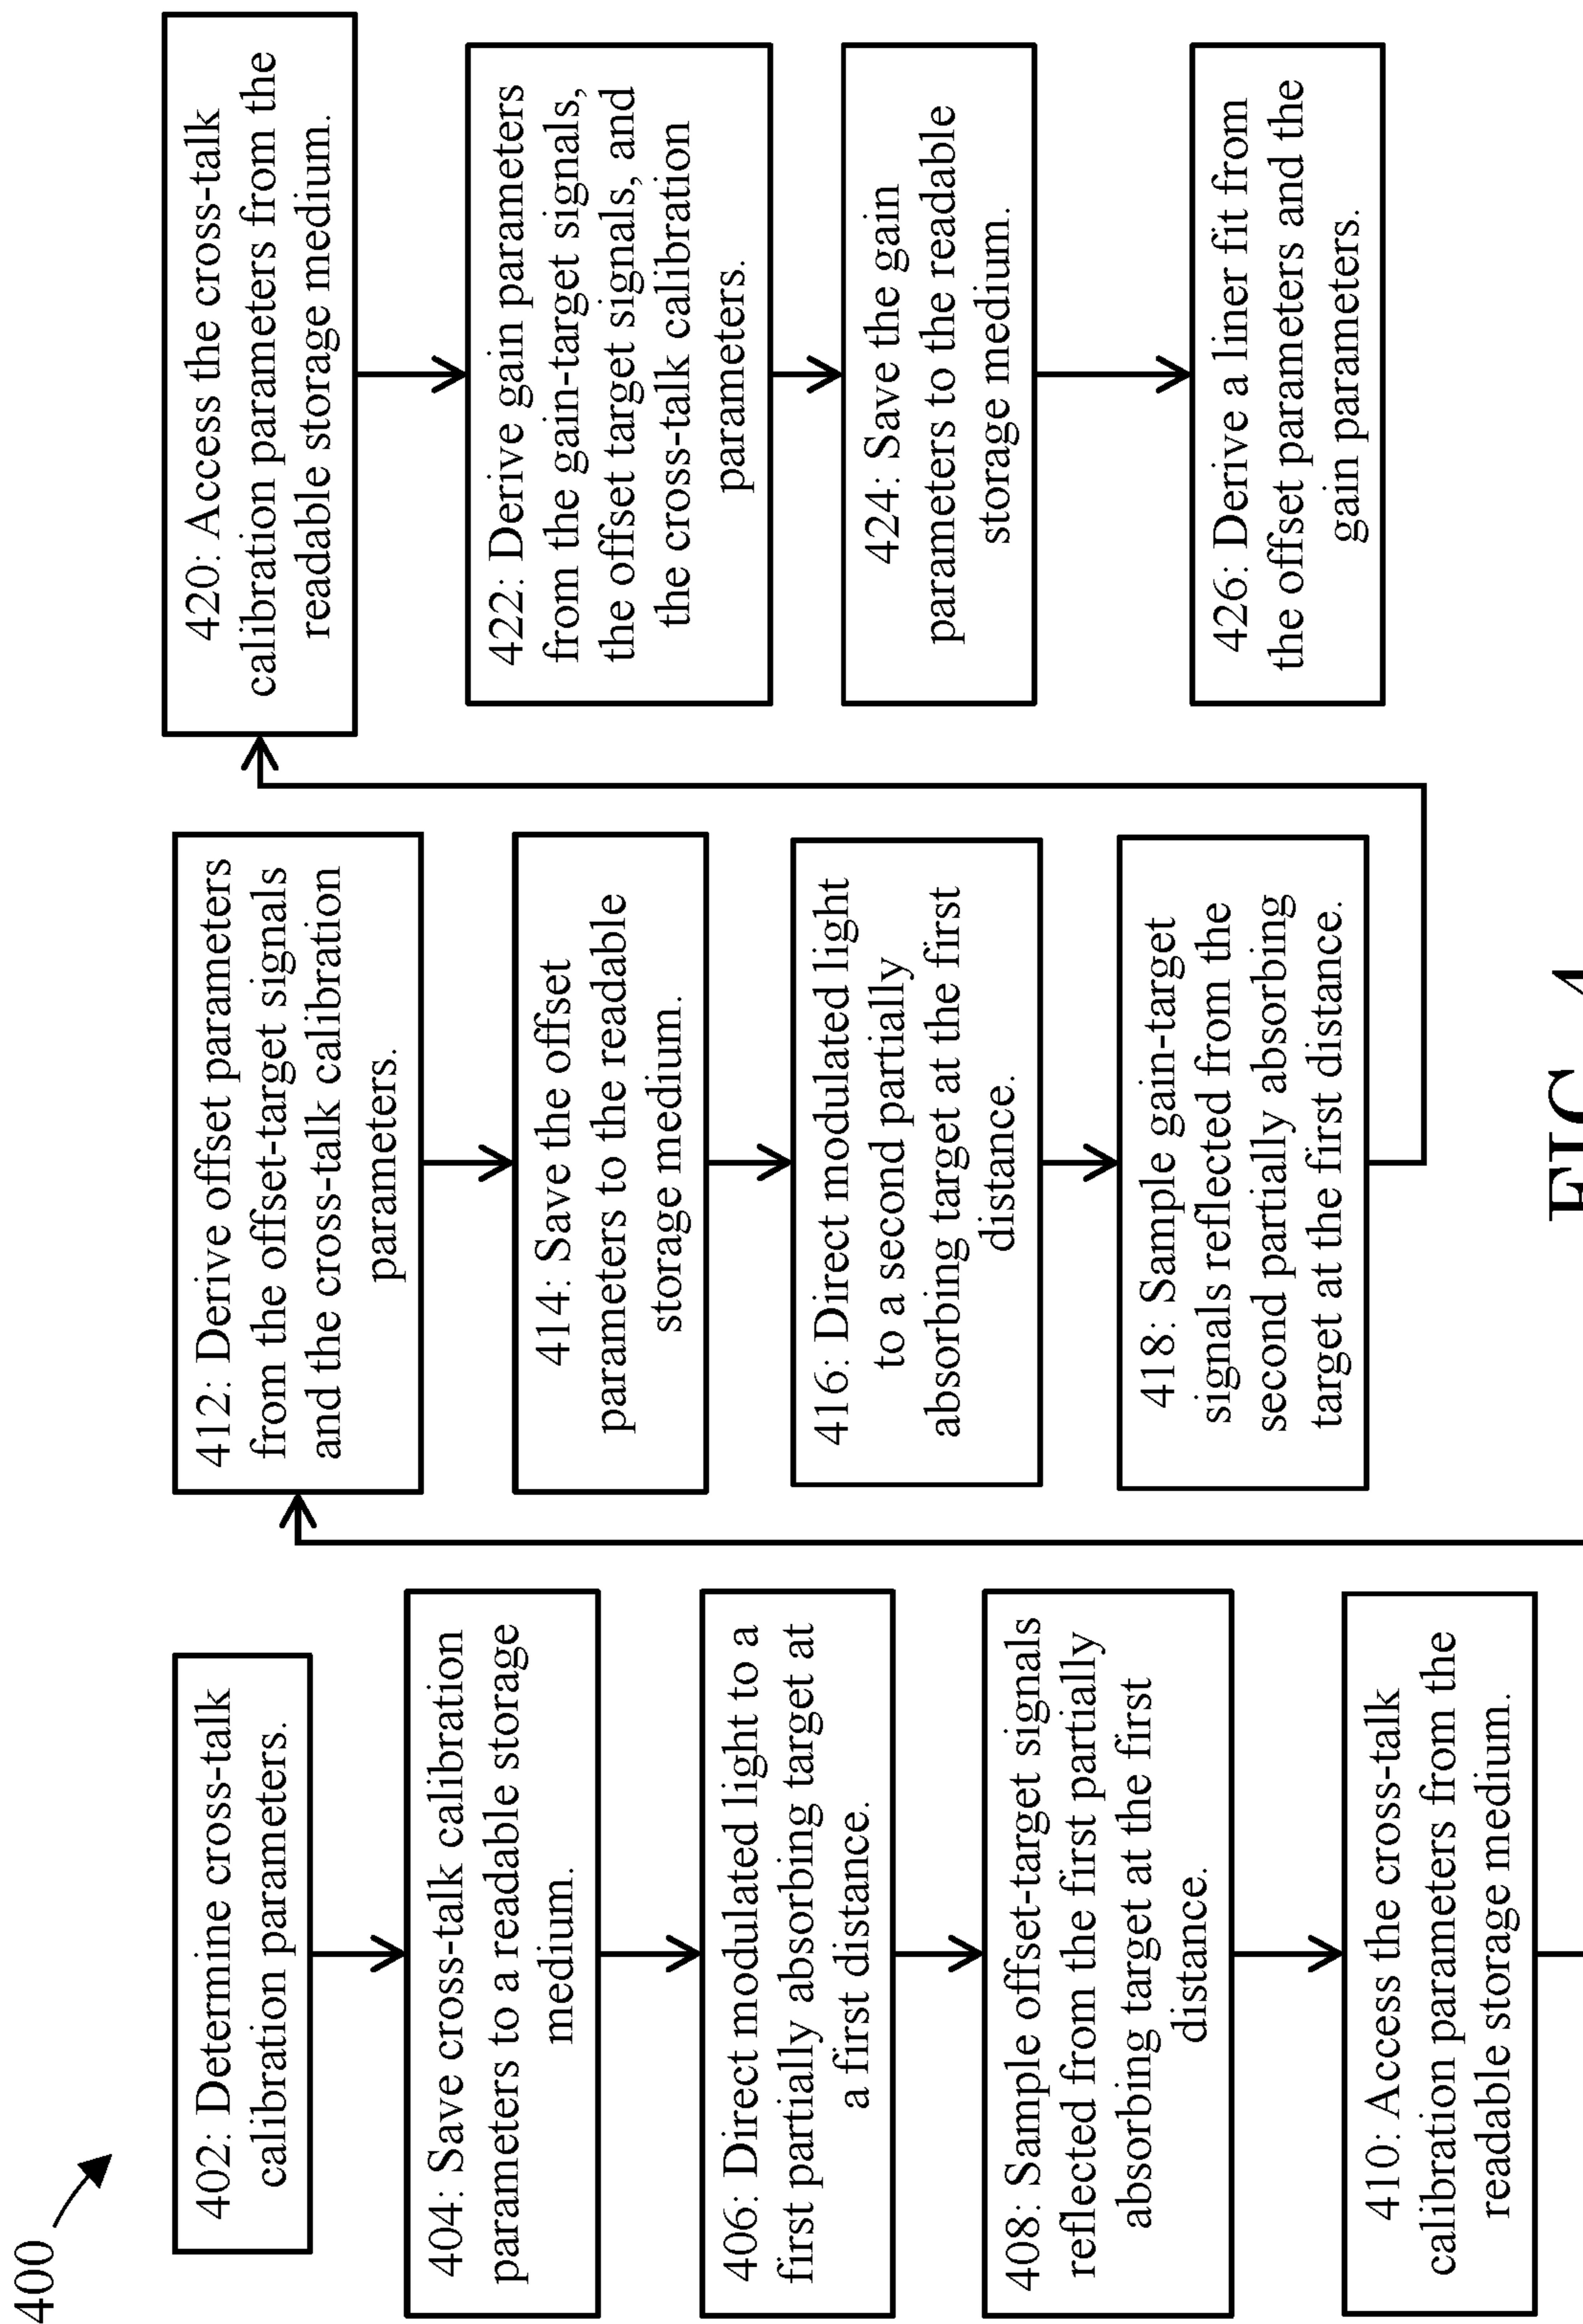 400
402: Determine cross-talk
calibration parameters.
404: Save cross-talk calibration
parameters to a readable storage
medium.
406: Direct modulated light to a
first partially absorbing target at
a first distance.
408: Sample offset-target signals
reflected from the first partially
absorbing target at the first
distance.
410: Access the cross-talk
calibration parameters from the
readable storage medium.
412: Derive offset parameters
from the offset-target signals
and the cross-talk calibration
parameters.
414: Save the offset
parameters to the readable
storage medium.
416: Direct modulated light
to a second partially
absorbing target at the first
distance.
418: Sample gain-target
signals reflected from the
second partially absorbing
target at the first distance.
420: Access the cross-talk
calibration parameters from the
readable storage medium.
422: Derive gain parameters
from the gain-target signals,
the offset target signals, and
the cross-talk calibration
parameters.
424: Save the gain
parameters to the readable
storage medium.
426: Derive a liner fit from
the offset parameters and the
gain parameters.
FIG. 4